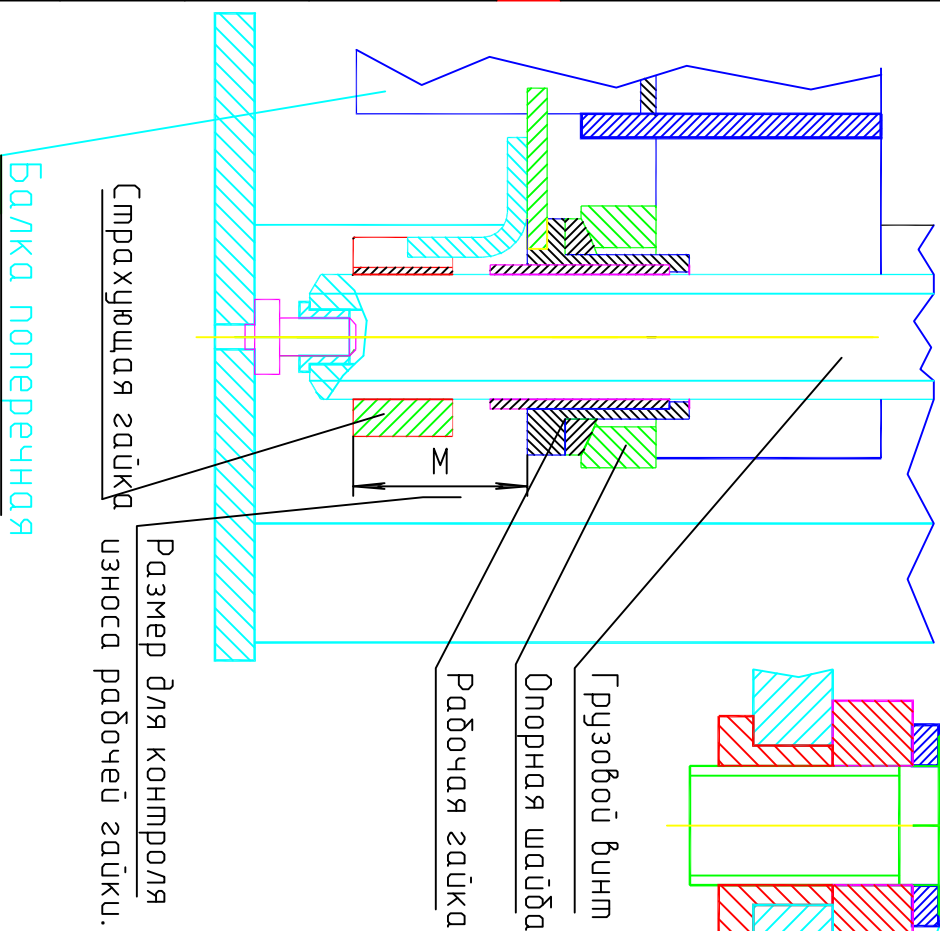 Грузовой винт
Опорная шайба
Рабочая гайка
М
Размер для контроля
износа рабочей гайки.
Страхующая гайка
Балка поперечная